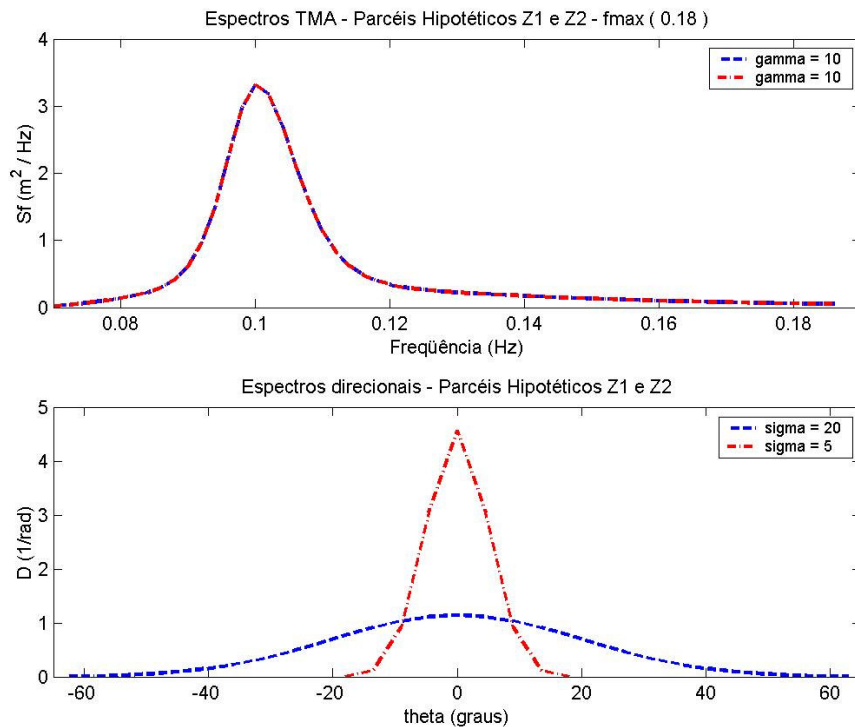 Espectros TMA - Parcéis Hipotéticos Z1 e Z2 - fmax ( 0.18 )
4
3
2
1
0
Sf (m² / Hz)
gamma = 10
gamma = 10
0.08
0.1
0.12
0.14
0.16
0.18
Freqüência (Hz)
Espectros direcionais - Parcéis Hipotéticos Z1 e Z2
5
4
3
2
1
0
D (1/rad)
sigma = 20
sigma = 5
-60
-40
-20
0
20
40
60
theta (graus)